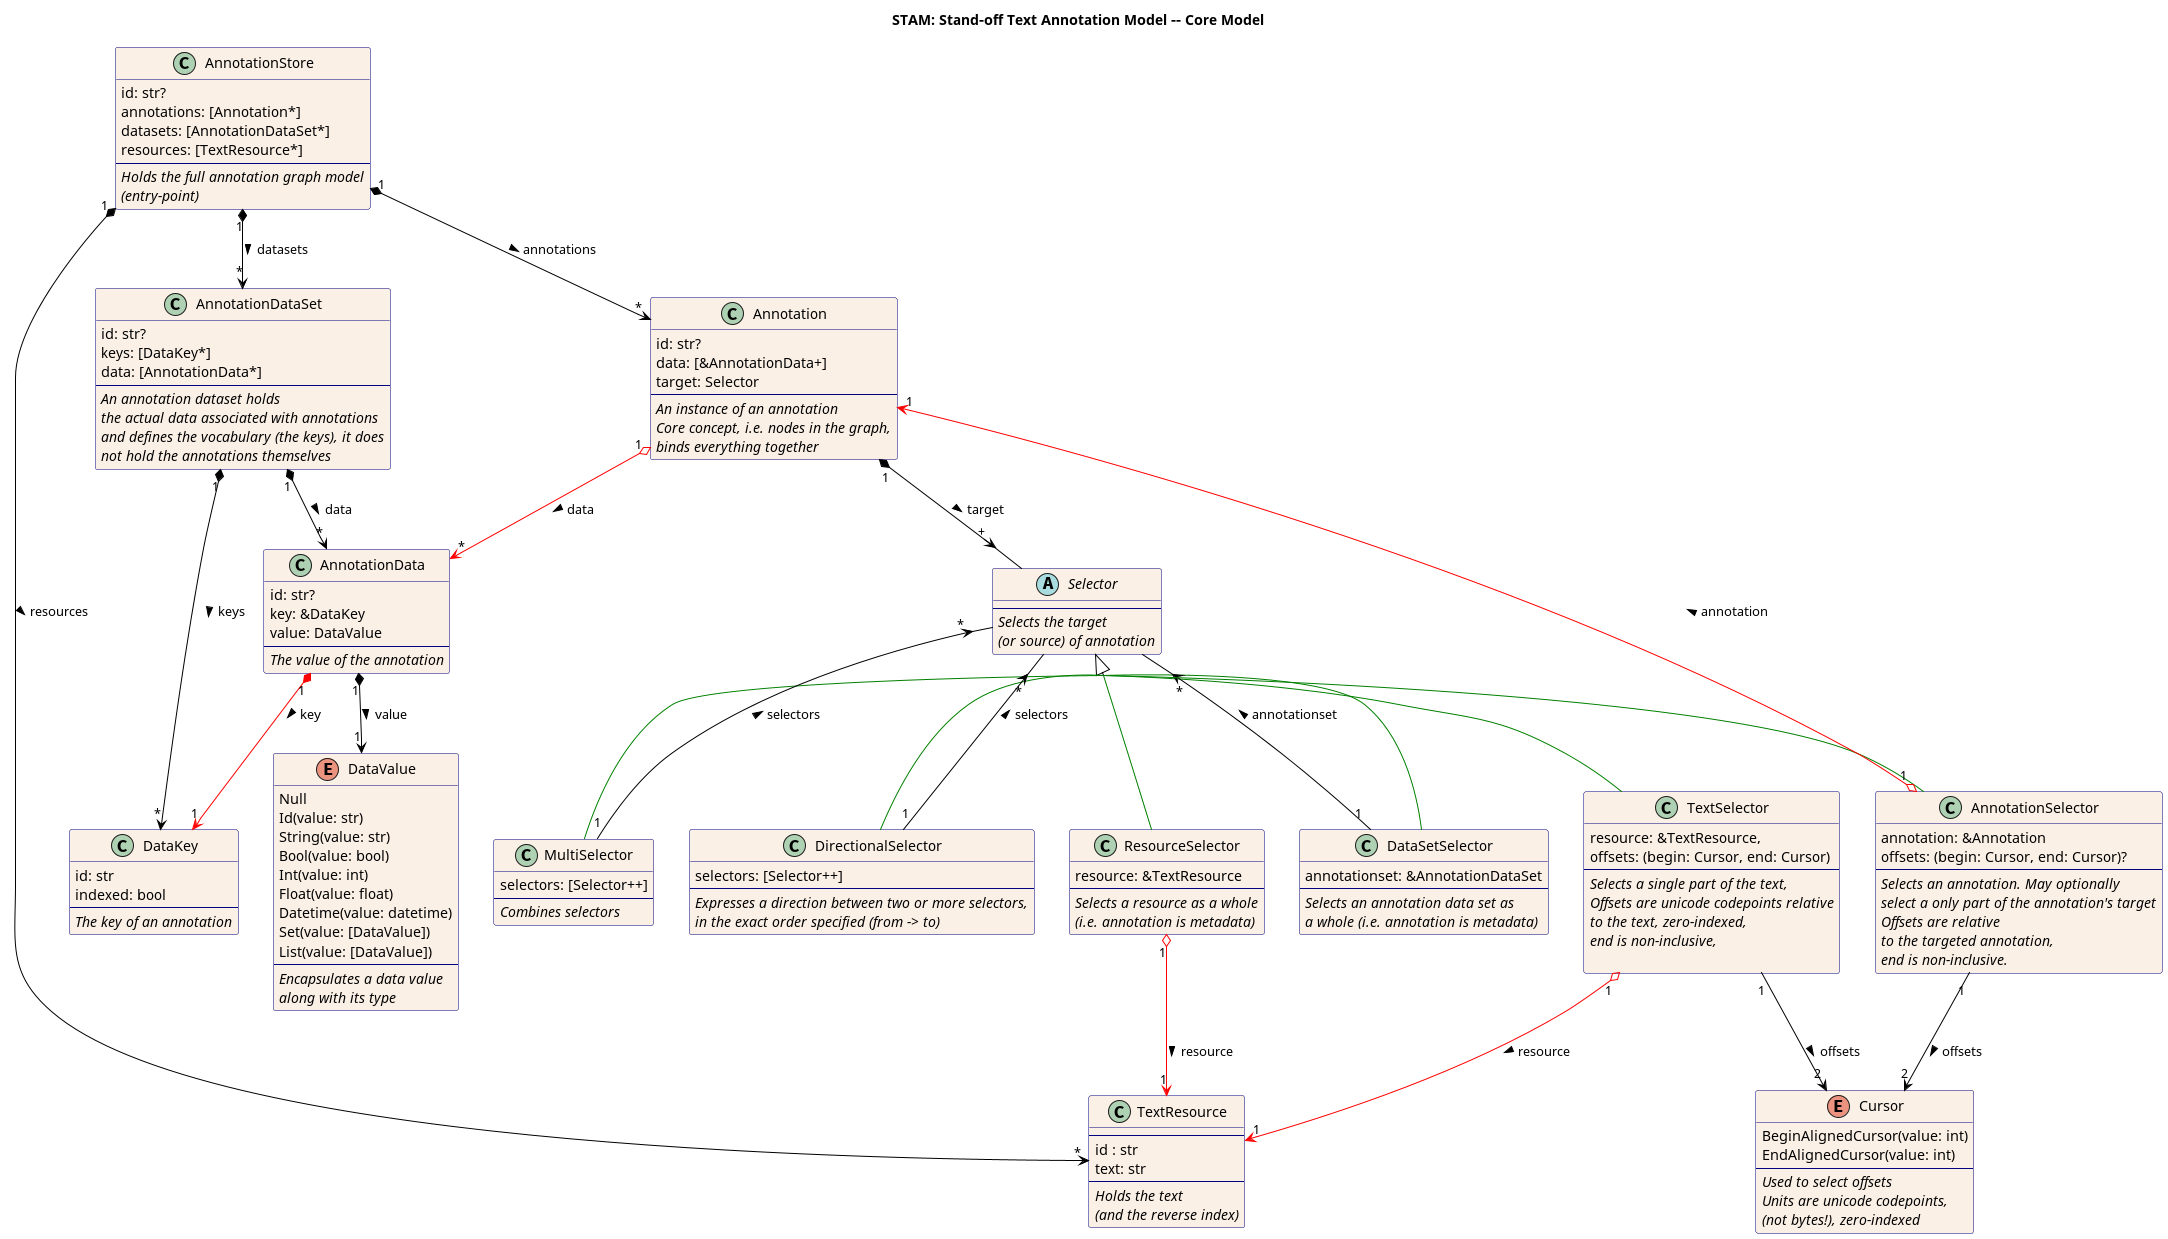 STAM: Stand-off Text Annotation Model -- Core Model
C AnnotationStore
id: str?
annotations: [Annotation*]
datasets: [AnnotationDataSet*]
resources: [TextResource*]
Holds the full annotation graph model
(entry-point)
1
1
1
datasets
annotations
*
*
C AnnotationDataSet
id: str?
keys: [DataKey*]
data: [AnnotationData*]
An annotation dataset holds
the actual data associated with annotations
and defines the vocabulary (the keys), it does
not hold the annotations themselves
C Annotation
id: str?
data: [&AnnotationData+]
target: Selector
An instance of an annotation
Core concept, i.e. nodes in the graph,
binds everything together
1
1
1
1
1
data
data
target
*
*
+
C AnnotationData
id: str?
key: &DataKey
value: DataValue
The value of the annotation
A Selector
Selects the target
(or source) of annotation
resources
keys
annotation
*
1
1
*
*
key
value
selectors
selectors
annotationset
1
1
*
1
1
1
1
E DataValue
Null
Id(value: str)
String(value: str)
Bool(value: bool)
Int(value: int)
Float(value: float)
Datetime(value: datetime)
Set(value: [DataValue])
List(value: [DataValue])
Encapsulates a data value
along with its type
C DataKey
id: str
indexed: bool
The key of an annotation
C MultiSelector
selectors: [Selector++]
Combines selectors
C DirectionalSelector
selectors: [Selector++]
Expresses a direction between two or more selectors,
in the exact order specified (from -> to)
C ResourceSelector
resource: &TextResource
Selects a resource as a whole
(i.e. annotation is metadata)
C DataSetSelector
annotationset: &AnnotationDataSet
Selects an annotation data set as
a whole (i.e. annotation is metadata)
C TextSelector
resource: &TextResource,
offsets: (begin: Cursor, end: Cursor)
Selects a single part of the text,
Offsets are unicode codepoints relative
to the text, zero-indexed,
end is non-inclusive,
C AnnotationSelector
annotation: &Annotation
offsets: (begin: Cursor, end: Cursor)?
Selects an annotation. May optionally
select a only part of the annotation's target
Offsets are relative
to the targeted annotation,
end is non-inclusive.
1
1
1
1
resource
resource
offsets
offsets
1
1
2
2
*
C TextResource
id : str
text: str
Holds the text
(and the reverse index)
E Cursor
BeginAlignedCursor(value: int)
EndAlignedCursor(value: int)
Used to select offsets
Units are unicode codepoints,
(not bytes!), zero-indexed